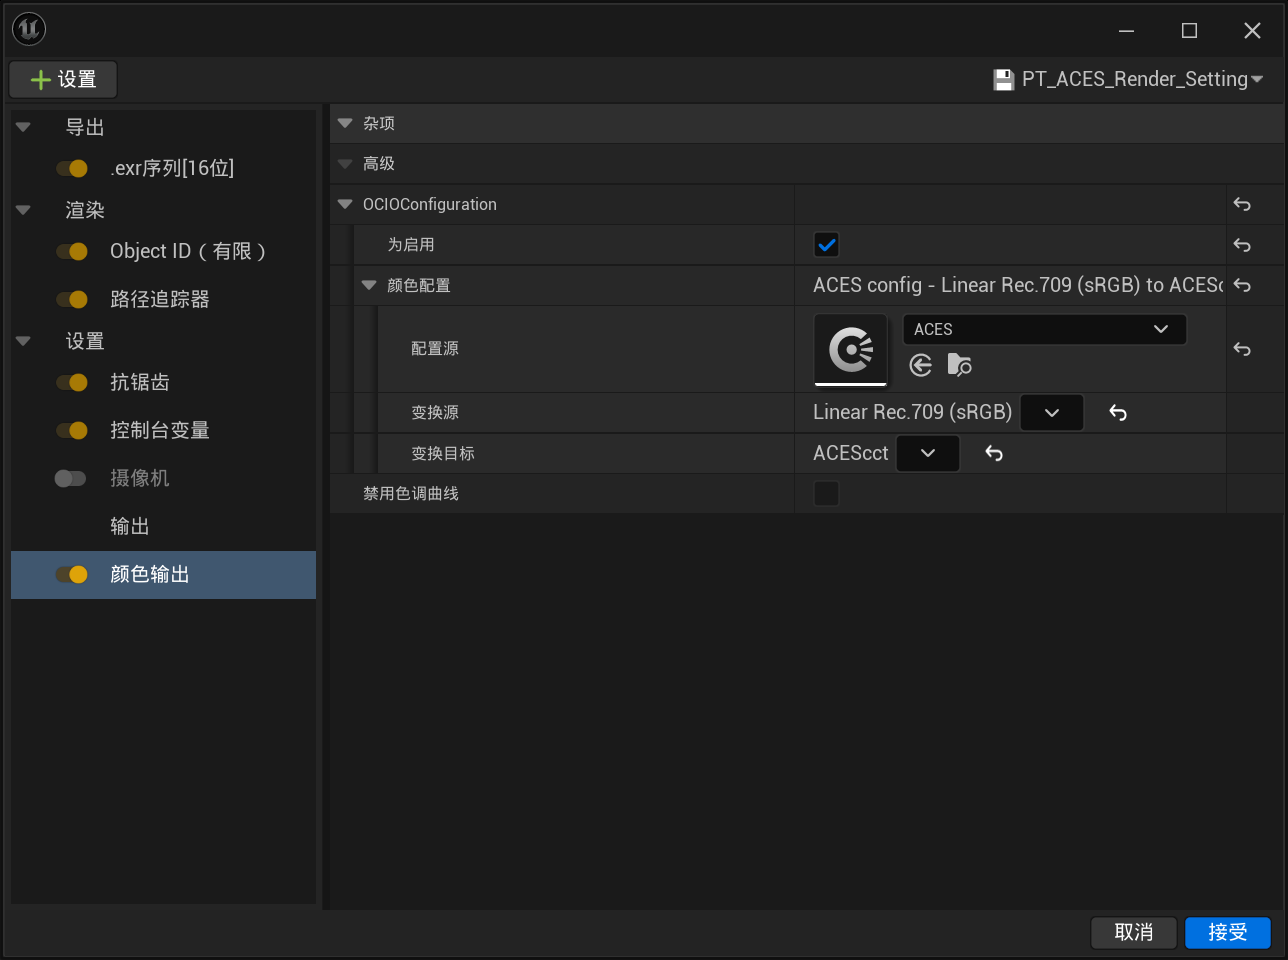 设置
PT_ACES_Render_Setting
导出
.exr序列[16位]
渲染
Object ID（有限）
路径追踪器
设置
抗锯齿
控制台变量
摄像机
输出
颜色输出
杂项
高级
OCIOConfiguration
为启用
颜色配置
ACES config - Linear Rec.709 (sRGB) to ACESc
配置源
ACES
变换源
Linear Rec.709 (sRGB)
变换目标
ACEScct
禁用色调曲线
取消
接受